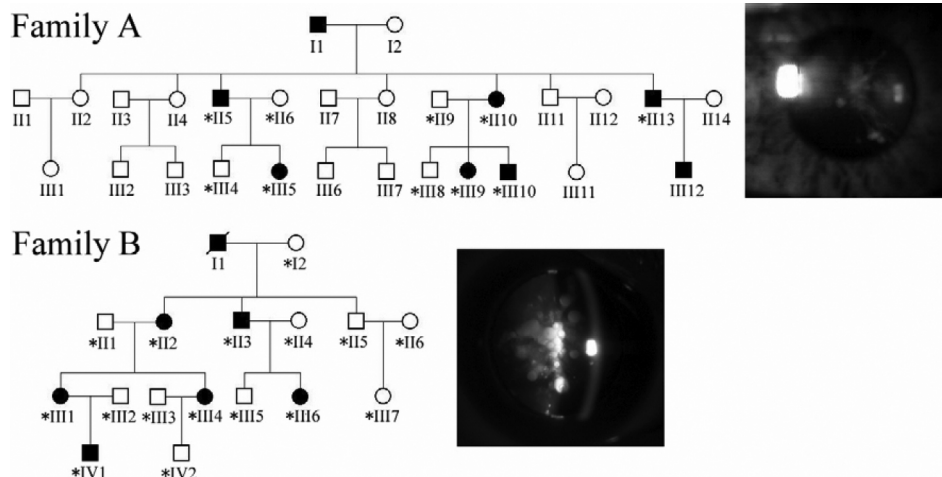 Family A
I1 I2
II1 II2 II3 II4 *II5 *II6 II7 II8 *II9 *II10 II11 II12 *II13 II14
III1 III2 III3 *III4 *III5 III6 III7 *III8 *III9 *III10 III11 III12
Family B
I1 *I2
*II1 *II2 *II3 *II4 *II5 *II6
*III1 *III2 *III3 *III4 *III5 *III6 *III7
*IV1 *IV2